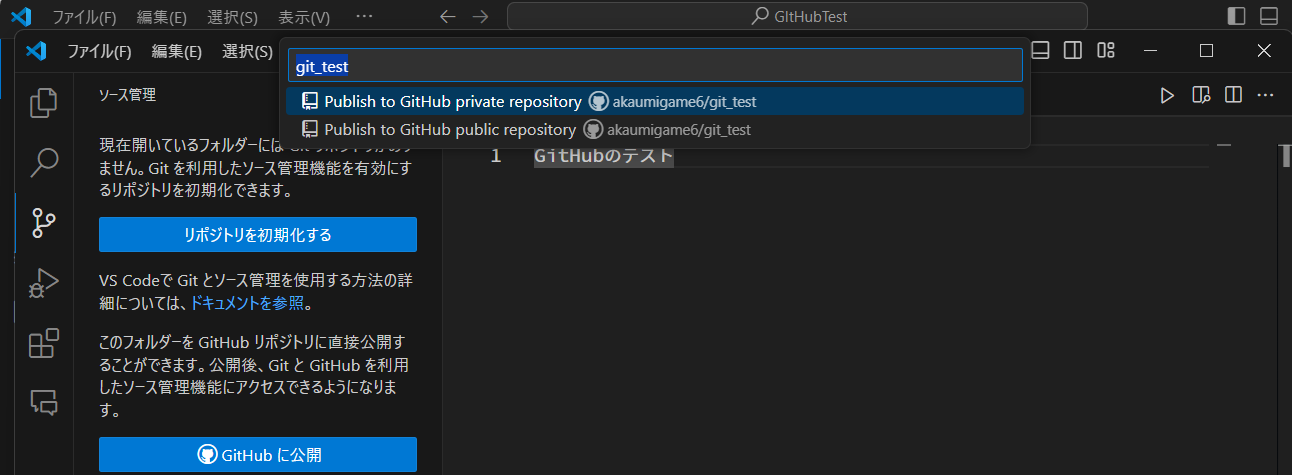 ファイル(F) 編集(E) 選択(S) 表示(V) ··· GItHubTest
ファイル(F) 編集(E) 選択(S)
git_test
Publish to GitHub private repository akaumigame6/git_test
Publish to GitHub public repository akaumigame6/git_test
ソース管理
現在開いているフォルダーには
ません。Git を利用したソース管理機能を有効にす
るリポジトリを初期化できます。
リポジトリを初期化する
VS Codeで Git とソース管理を使用する方法の詳
細については、ドキュメントを参照。
このフォルダーを GitHub リポジトリに直接公開す
ることができます。公開後、Git と GitHub を利用
したソース管理機能にアクセスできるようになりま
す。
GitHub に公開
1 GitHubのテスト